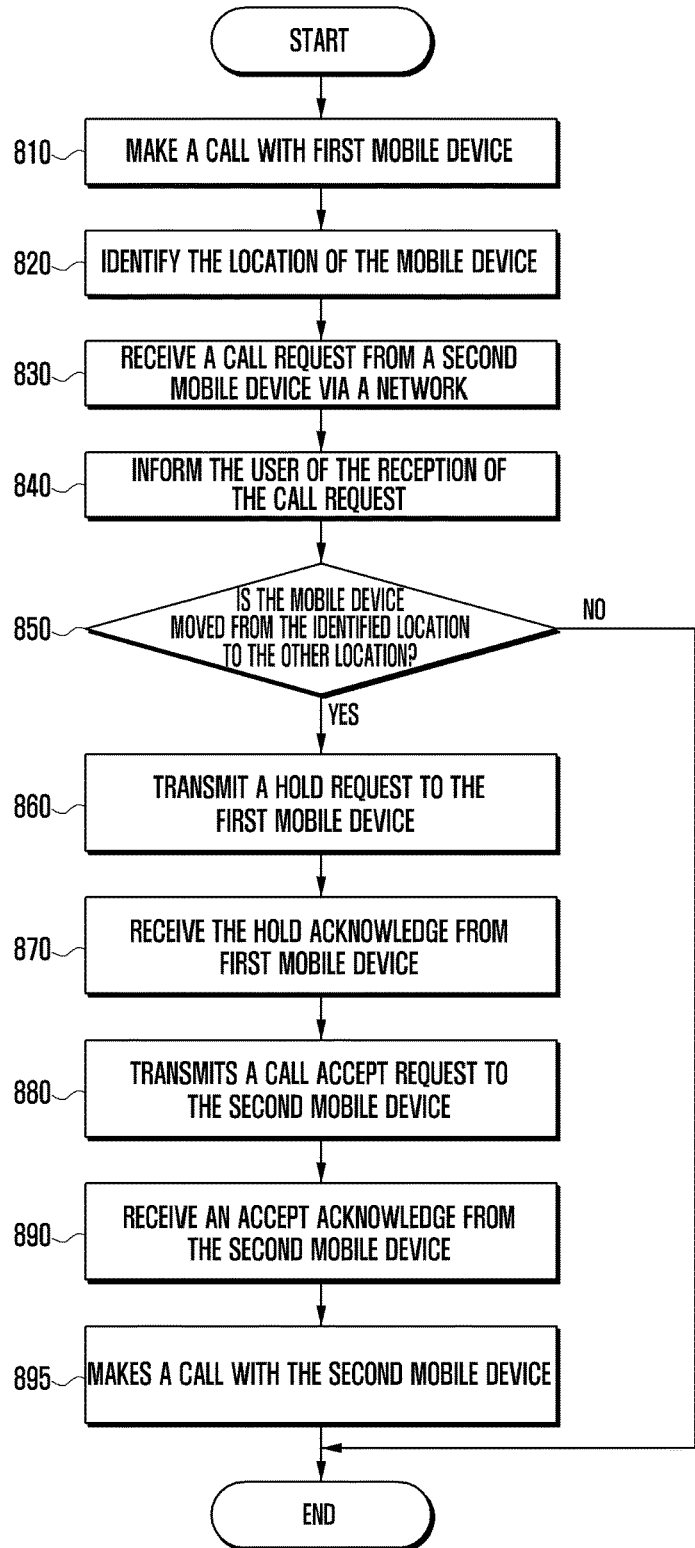 START
810
MAKE A CALL WITH FIRST MOBILE DEVICE
820
IDENTIFY THE LOCATION OF THE MOBILE DEVICE
830
RECEIVE A CALL REQUEST FROM A SECOND
MOBILE DEVICE VIA A NETWORK
840
INFORM THE USER OF THE RECEPTION OF
THE CALL REQUEST
850
IS THE MOBILE DEVICE
MOVED FROM THE IDENTIFIED LOCATION
TO THE OTHER LOCATION?
NO
YES
860
TRANSMIT A HOLD REQUEST TO THE
FIRST MOBILE DEVICE
870
RECEIVE THE HOLD ACKNOWLEDGE FROM
FIRST MOBILE DEVICE
880
TRANSMITS A CALL ACCEPT REQUEST TO
THE SECOND MOBILE DEVICE
890
RECEIVE AN ACCEPT ACKNOWLEDGE FROM
THE SECOND MOBILE DEVICE
895
MAKES A CALL WITH THE SECOND MOBILE DEVICE
END